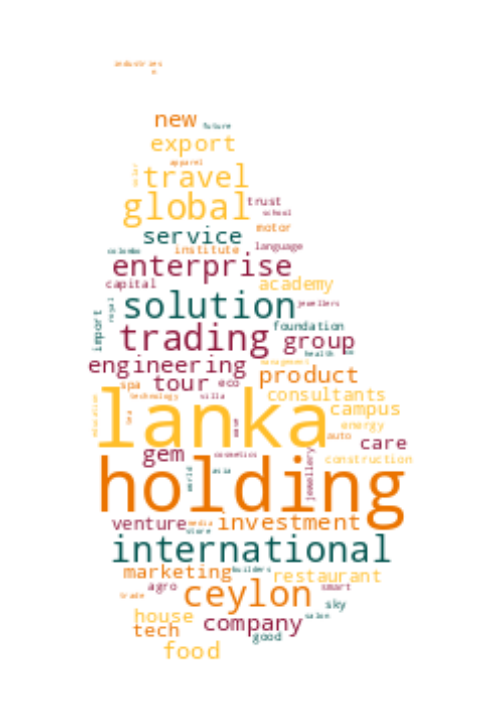 industries
new
future
export
apparel
travel
global
trust
school
motor
service
language
colombo
institute
enterprise
capital
academy
royal
solution
jewellers
import
foundation
trading
group
health
engineering
management
product
tour
eco
spa
technology
villa
consultants
education
lanka
campus
energy
auto
care
gem
cosmetics
construction
asia
world
jewellery
holding
venture
media
investment
store
international
marketing
builders
restaurant
agro
ceylon
smart
trade
sky
house
salon
company
tech
good
food